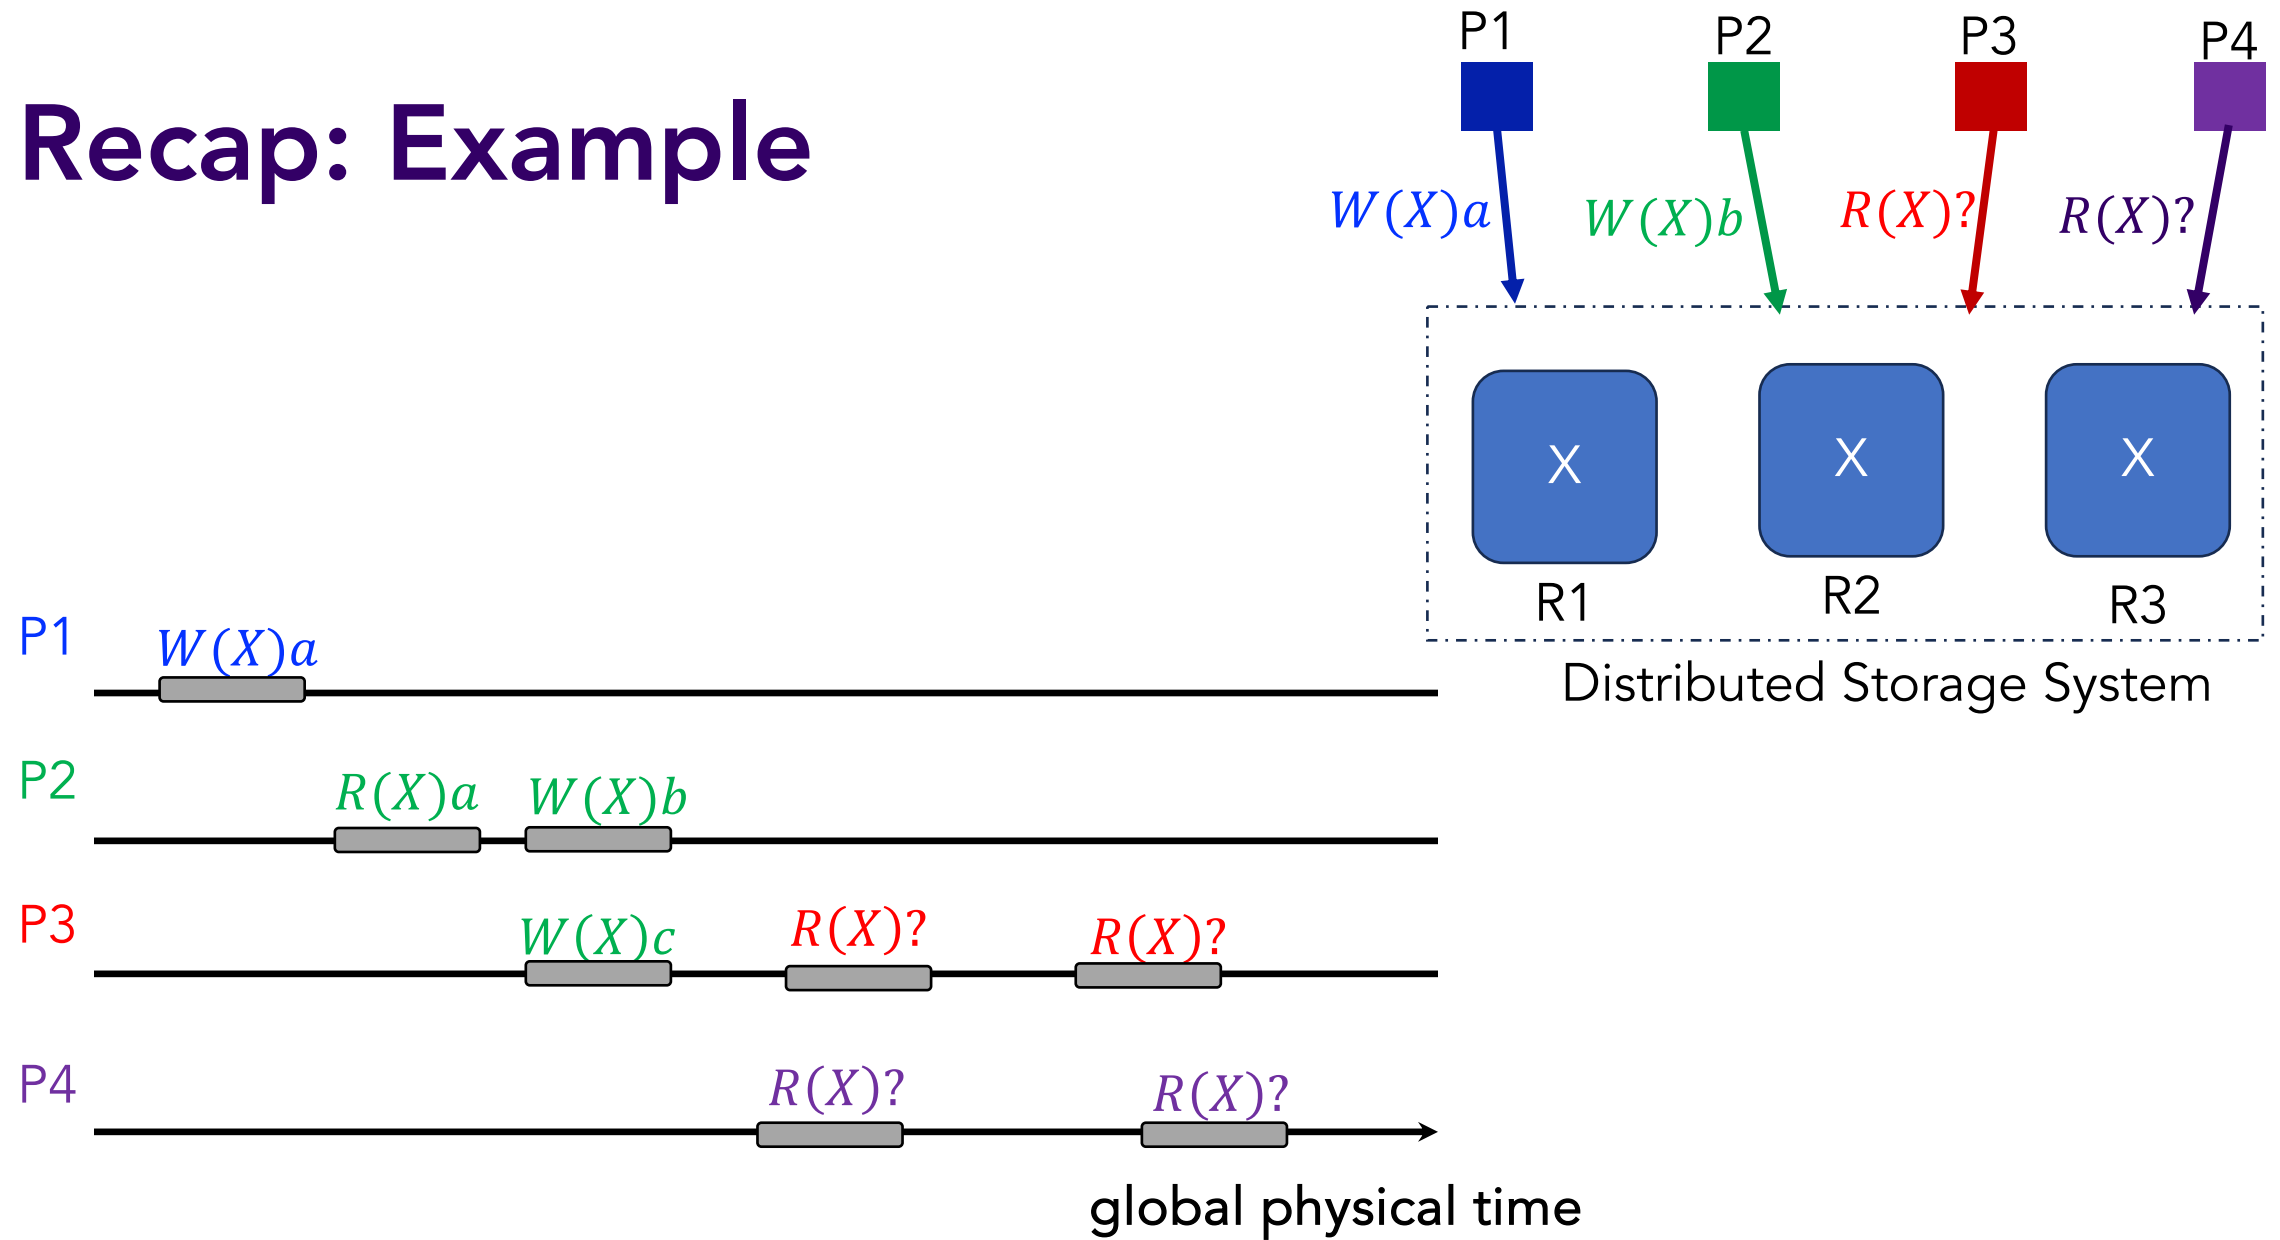 Recap: Example
P1 P2 P3 P4
W(X)a W(X)b R(X)? R(X)?
X X X
R1 R2 R3
Distributed Storage System
P1 W(X)a
P2 R(X)a W(X)b
P3 W(X)c R(X)? R(X)?
P4 R(X)? R(X)?
global physical time